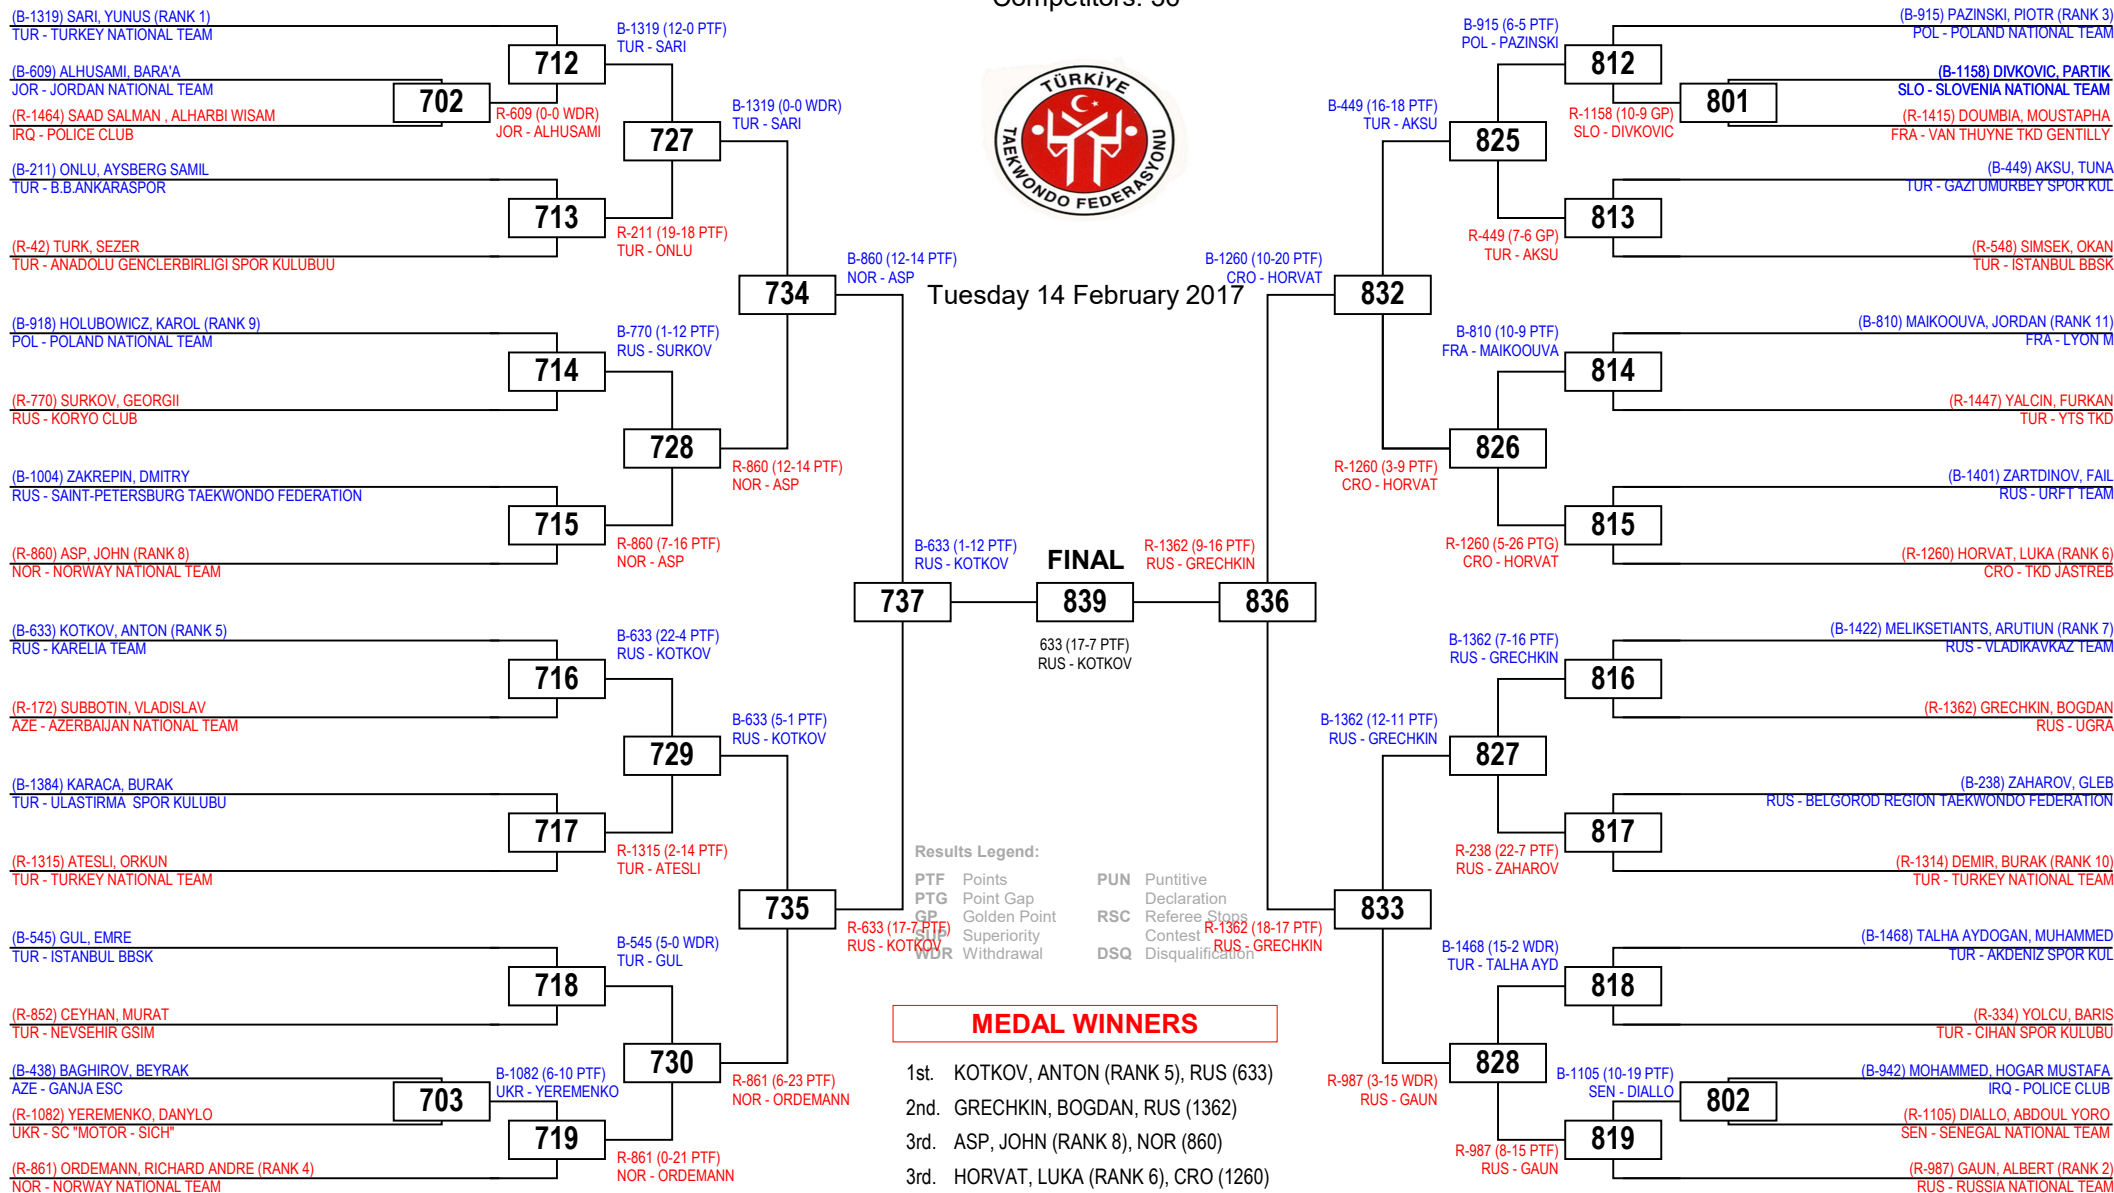 Competitors: 36
(B-1319) SARI, YUNUS (RANK 1)
TUR - TURKEY NATIONAL TEAM
(B-609) ALHUSAMI, BARA'A
JOR - JORDAN NATIONAL TEAM
(R-1464) SAAD SALMAN , ALHARBI WISAM
IRQ - POLICE CLUB
(B-211) ONLU, AYSBERG SAMIL
TUR - B.B.ANKARASPOR
(R-42) TURK, SEZER
TUR - ANADOLU GENCLERBIRLIGI SPOR KULUBUU
(B-918) HOLUBOWICZ, KAROL (RANK 9)
POL - POLAND NATIONAL TEAM
(R-770) SURKOV, GEORGII
RUS - KORYO CLUB
(B-1004) ZAKREPIN, DMITRY
RUS - SAINT-PETERSBURG TAEKWONDO FEDERATION
(R-860) ASP, JOHN (RANK 8)
NOR - NORWAY NATIONAL TEAM
(B-633) KOTKOV, ANTON (RANK 5)
RUS - KARELIA TEAM
(R-172) SUBBOTIN, VLADISLAV
AZE - AZERBAIJAN NATIONAL TEAM
(B-1384) KARACA, BURAK
TUR - ULASTIRMA  SPOR KULUBU
(R-1315) ATESLI, ORKUN
TUR - TURKEY NATIONAL TEAM
(B-545) GUL, EMRE
TUR - ISTANBUL BBSK
(R-852) CEYHAN, MURAT
TUR - NEVSEHIR GSIM
(B-438) BAGHIROV, BEYRAK
AZE - GANJA ESC
(R-1082) YEREMENKO, DANYLO
UKR - SC "MOTOR - SICH"
(R-861) ORDEMANN, RICHARD ANDRE (RANK 4)
NOR - NORWAY NATIONAL TEAM
702
R-609 (0-0 WDR)
JOR - ALHUSAMI
703
B-1082 (6-10 PTF)
UKR - YEREMENKO
712
B-1319 (12-0 PTF)
TUR - SARI
713
R-211 (19-18 PTF)
TUR - ONLU
714
B-770 (1-12 PTF)
RUS - SURKOV
715
R-860 (7-16 PTF)
NOR - ASP
716
B-633 (22-4 PTF)
RUS - KOTKOV
717
R-1315 (2-14 PTF)
TUR - ATESLI
718
B-545 (5-0 WDR)
TUR - GUL
719
R-861 (0-21 PTF)
NOR - ORDEMANN
727
B-1319 (0-0 WDR)
TUR - SARI
728
R-860 (12-14 PTF)
NOR - ASP
729
B-633 (5-1 PTF)
RUS - KOTKOV
730
R-861 (6-23 PTF)
NOR - ORDEMANN
734
B-860 (12-14 PTF)
NOR - ASP
735
R-633 (17-7 PTF)
RUS - KOTKOV
737
B-633 (1-12 PTF)
RUS - KOTKOV
TÜRKİYE
TAEKWONDO FEDERASYONU
Tuesday 14 February 2017
FINAL
839
633 (17-7 PTF)
RUS - KOTKOV
R-1362 (9-16 PTF)
RUS - GRECHKIN
836
B-1260 (10-20 PTF)
CRO - HORVAT
832
R-1362 (18-17 PTF)
RUS - GRECHKIN
833
B-449 (16-18 PTF)
TUR - AKSU
825
R-1260 (3-9 PTF)
CRO - HORVAT
826
B-1362 (12-11 PTF)
RUS - GRECHKIN
827
R-987 (3-15 WDR)
RUS - GAUN
828
B-915 (6-5 PTF)
POL - PAZINSKI
812
R-449 (7-6 GP)
TUR - AKSU
813
B-810 (10-9 PTF)
FRA - MAIKOOUVA
814
R-1260 (5-26 PTG)
CRO - HORVAT
815
B-1362 (7-16 PTF)
RUS - GRECHKIN
816
R-238 (22-7 PTF)
RUS - ZAHAROV
817
B-1468 (15-2 WDR)
TUR - TALHA AYD
818
R-987 (8-15 PTF)
RUS - GAUN
819
R-1158 (10-9 GP)
SLO - DIVKOVIC
801
B-1105 (10-19 PTF)
SEN - DIALLO
802
(B-915) PAZINSKI, PIOTR (RANK 3)
POL - POLAND NATIONAL TEAM
(B-1158) DIVKOVIC, PARTIK
SLO - SLOVENIA NATIONAL TEAM
(R-1415) DOUMBIA, MOUSTAPHA
FRA - VAN THUYNE TKD GENTILLY
(B-449) AKSU, TUNA
TUR - GAZI UMURBEY SPOR KUL
(R-548) SIMSEK, OKAN
TUR - ISTANBUL BBSK
(B-810) MAIKOOUVA, JORDAN (RANK 11)
FRA - LYON M
(R-1447) YALCIN, FURKAN
TUR - YTS TKD
(B-1401) ZARTDINOV, FAIL
RUS - URFT TEAM
(R-1260) HORVAT, LUKA (RANK 6)
CRO - TKD JASTREB
(B-1422) MELIKSETIANTS, ARUTIUN (RANK 7)
RUS - VLADIKAVKAZ TEAM
(R-1362) GRECHKIN, BOGDAN
RUS - UGRA
(B-238) ZAHAROV, GLEB
RUS - BELGOROD REGION TAEKWONDO FEDERATION
(R-1314) DEMIR, BURAK (RANK 10)
TUR - TURKEY NATIONAL TEAM
(B-1468) TALHA AYDOGAN, MUHAMMED
TUR - AKDENIZ SPOR KUL
(R-334) YOLCU, BARIS
TUR - CIHAN SPOR KULUBU
(B-942) MOHAMMED, HOGAR MUSTAFA
IRQ - POLICE CLUB
(R-1105) DIALLO, ABDOUL YORO
SEN - SENEGAL NATIONAL TEAM
(R-987) GAUN, ALBERT (RANK 2)
RUS - RUSSIA NATIONAL TEAM
Results Legend:
PTF Points
PTG Point Gap
GP Golden Point
SUP Superiority
WDR Withdrawal
PUN Puntitive
Declaration
RSC Referee Stops
Contest
DSQ Disqualification
MEDAL WINNERS
1st. KOTKOV, ANTON (RANK 5), RUS (633)
2nd. GRECHKIN, BOGDAN, RUS (1362)
3rd. ASP, JOHN (RANK 8), NOR (860)
3rd. HORVAT, LUKA (RANK 6), CRO (1260)